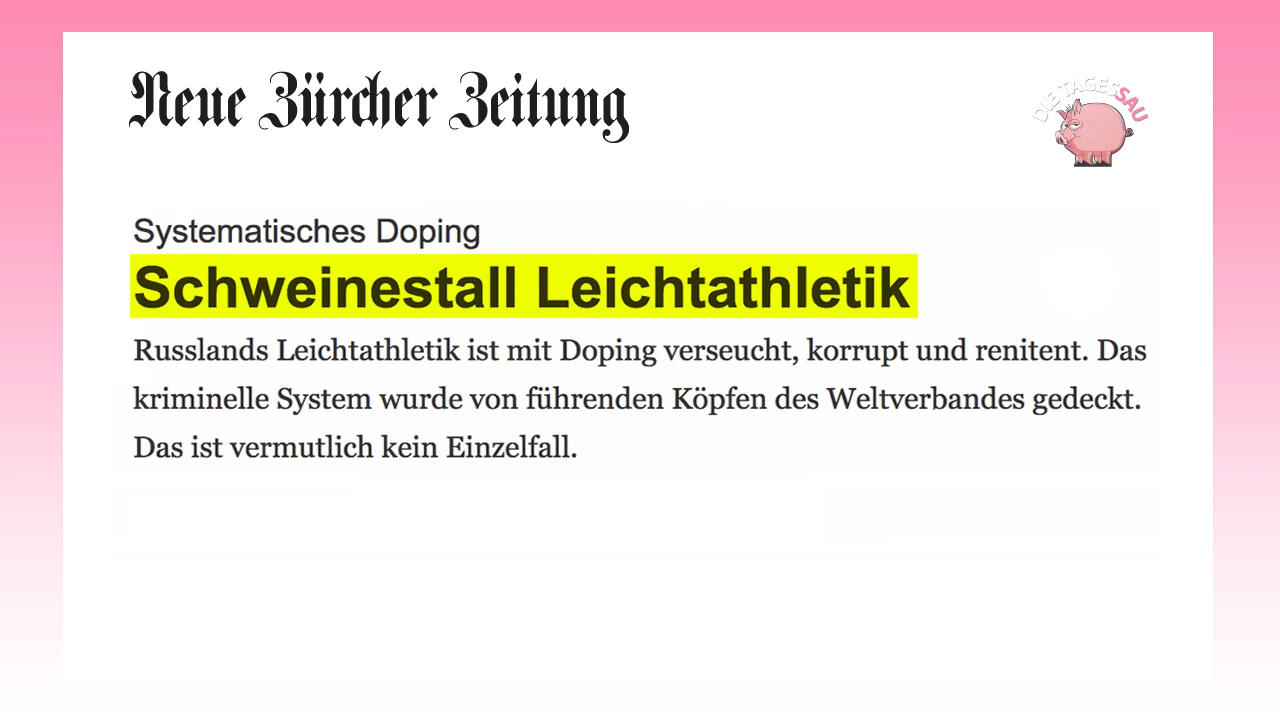 Neue Zürcher Zeitung
DIE TAGESSAU
Systematisches Doping
Schweinestall Leichtathletik
Russlands Leichtathletik ist mit Doping verseucht, korrupt und renitent. Das
kriminelle System wurde von führenden Köpfen des Weltverbandes gedeckt.
Das ist vermutlich kein Einzelfall.